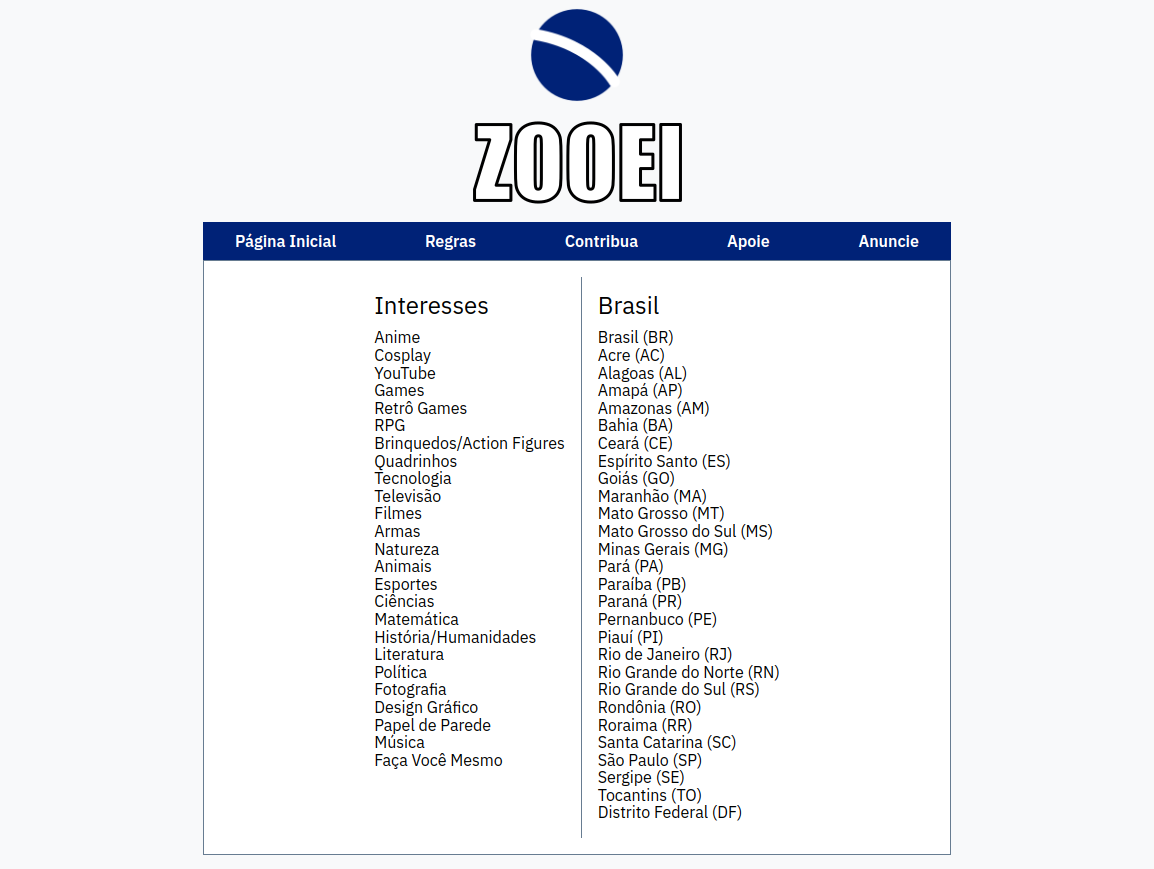 ZOOEI
Página Inicial Regras Contribua Apoie Anuncie
Interesses
Anime
Cosplay
YouTube
Games
Retrô Games
RPG
Brinquedos/Action Figures
Quadrinhos
Tecnologia
Televisão
Filmes
Armas
Natureza
Animais
Esportes
Ciências
Matemática
História/Humanidades
Literatura
Política
Fotografia
Design Gráfico
Papel de Parede
Música
Faça Você Mesmo
Brasil
Brasil (BR)
Acre (AC)
Alagoas (AL)
Amapá (AP)
Amazonas (AM)
Bahia (BA)
Ceará (CE)
Espírito Santo (ES)
Goiás (GO)
Maranhão (MA)
Mato Grosso (MT)
Mato Grosso do Sul (MS)
Minas Gerais (MG)
Pará (PA)
Paraíba (PB)
Paraná (PR)
Pernanbuco (PE)
Piauí (PI)
Rio de Janeiro (RJ)
Rio Grande do Norte (RN)
Rio Grande do Sul (RS)
Rondônia (RO)
Roraima (RR)
Santa Catarina (SC)
São Paulo (SP)
Sergipe (SE)
Tocantins (TO)
Distrito Federal (DF)